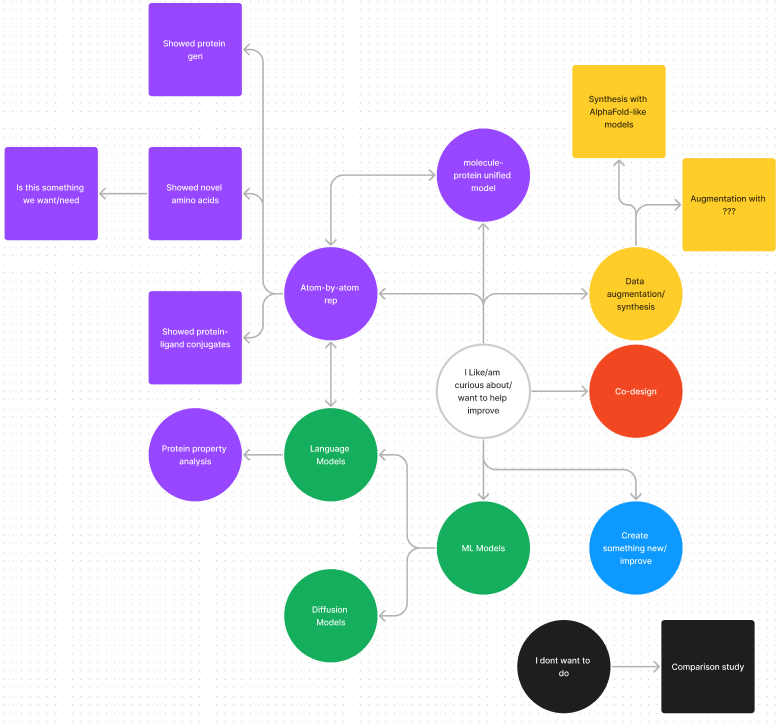 Showed protein
gen
Synthesis with
AlphaFold-like
models
molecule-
protein unified
model
Is this something
we want/need
Showed novel
amino acids
Augmentation with
???
Atom-by-atom
rep
Data
augmentation/
synthesis
Showed protein-
ligand conjugates
I Like/am
curious about/
want to help
improve
Co-design
Protein property
analysis
Language
Models
ML Models
Create
something new/
improve
Diffusion
Models
I dont want to
do
Comparison study